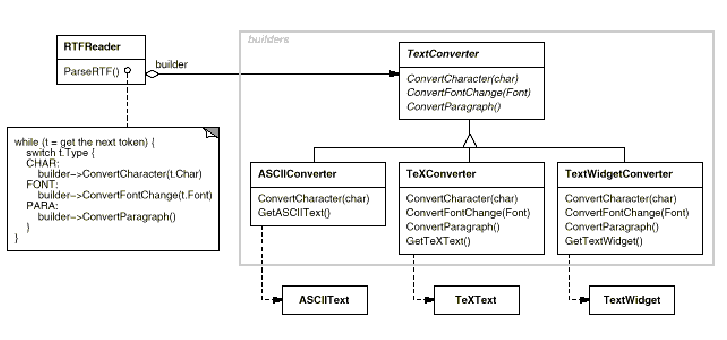 builders
RTFReader
ParseRTF()
builder
TextConverter
ConvertCharacter(char)
ConvertFontChange(Font)
ConvertParagraph()
while (t = get the next token) {
switch t.Type {
CHAR:
builder->ConvertCharacter(t.Char)
FONT:
builder->ConvertFontChange(t.Font)
PARA:
builder->ConvertParagraph()
}
}
ASCIIConverter
ConvertCharacter(char)
GetASCIIText()
TeXConverter
ConvertCharacter(char)
ConvertFontChange(Font)
ConvertParagraph()
GetTeXText()
TextWidgetConverter
ConvertCharacter(char)
ConvertFontChange(Font)
ConvertParagraph()
GetTextWidget()
ASCIIText
TeXText
TextWidget